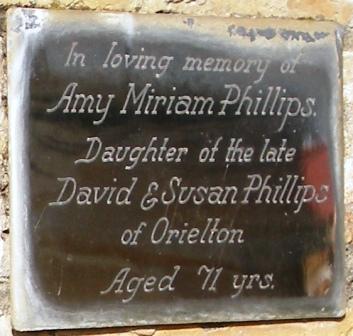 In loving memory of
Amy Miriam Phillips.
Daughter of the late
David & Susan Phillips
of Orielton
Aged 71 yrs.